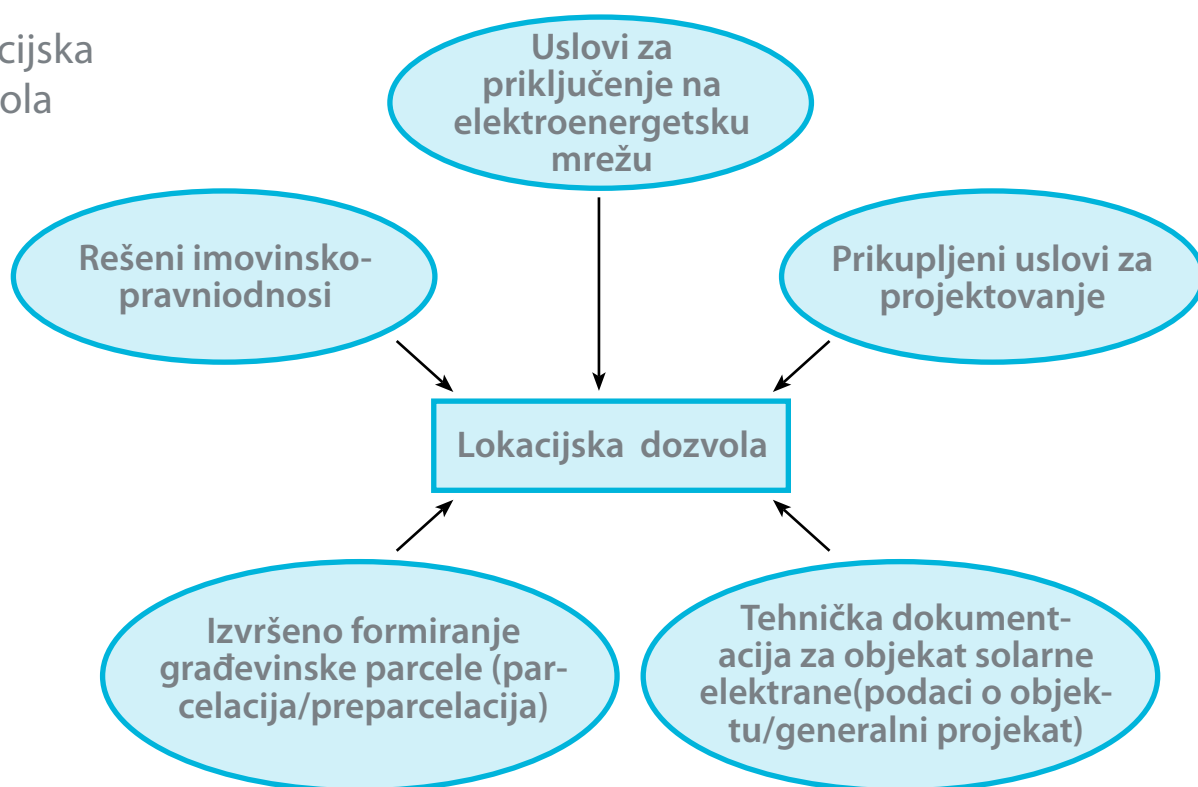 cijska
ola
Uslovi za
priključenje na
elektroenergetsku
mrežu
Rešeni imovinsko-
pravniodnosi
Prikupljeni uslovi za
projektovanje
Lokacijska dozvola
Izvršeno formiranje
građevinske parcele (par-
celacija/preparcelacija)
Tehnička dokument-
acija za objekat solarne
elektrane(podaci o objek-
tu/generalni projekat)